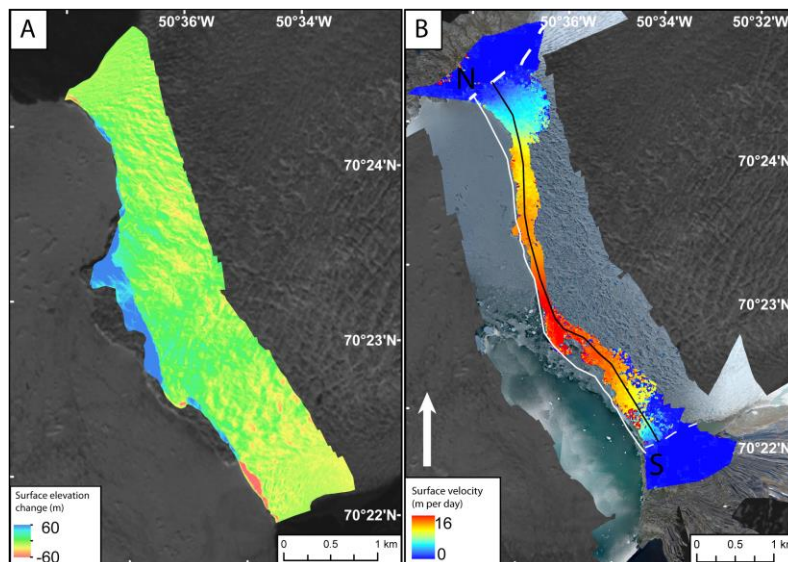 A
50°36'W
50°34'W
70°24'N
70°23'N
70°22'N
Surface elevation
change (m)
60
-60
0 0.5 1 km
B
50°36'W
50°34'W
50°32'W
N
70°24'N
70°23'N
70°22'N
S
Surface velocity
(m per day)
16
0
0 0.5 1 km